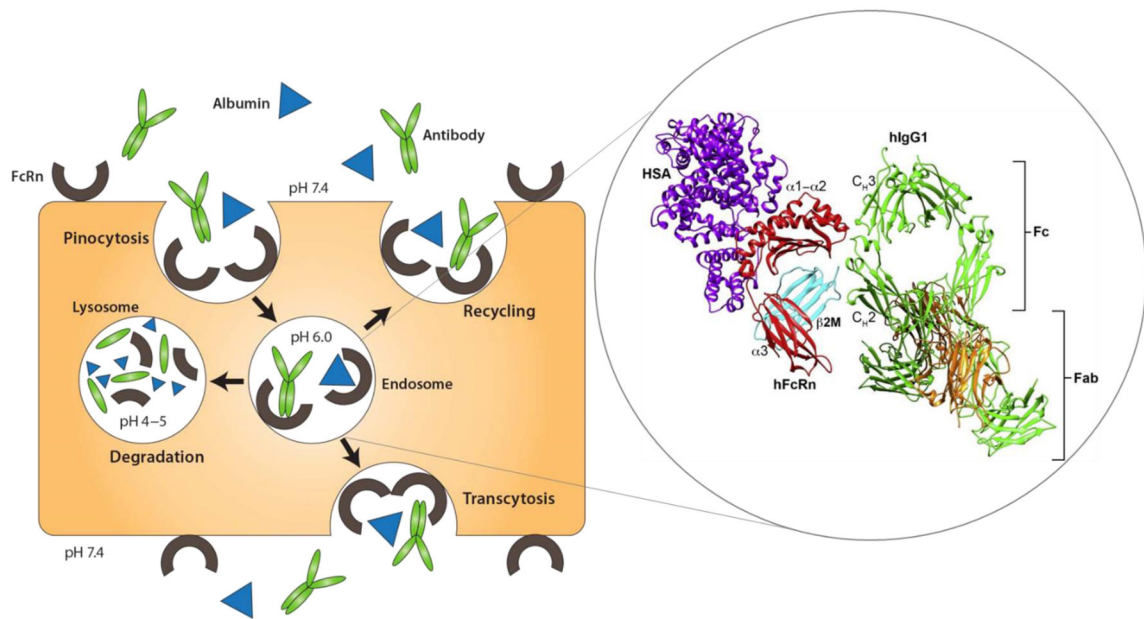 Albumin
Antibody
FcRn
pH 7.4
Pinocytosis
Lysosome
Recycling
pH 6.0
Endosome
pH 4–5
Degradation
Transcytosis
pH 7.4
HSA
α1–α2
hIgG1
CH3
Fc
CH2
β2M
α3
hFcRn
Fab